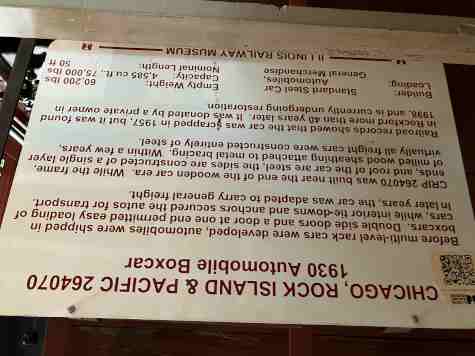 CHICAGO, ROCK ISLAND & PACIFIC 264070
1930 Automobile Boxcar
Before multi-level rack cars were developed, automobiles were shipped in
boxcars. Double side doors and a door at one end permitted easy loading of
cars, while interior tie-downs and anchors secured the autos for transport.
In later years, the car was adapted to carry general freight.
CRIP 264070 was built near the end of the wooden car era. While the frame,
ends, and roof of the car are steel, the sides are constructed of a single layer
of milled wood sheathing attached to metal bracing. Within a few years,
virtually all freight cars were constructed entirely of steel.
Railroad records showed that the car was scrapped in 1957, but it was found
in Rockford more than 40 years later. It was donated by a private owner in
1998, and is currently undergoing restoration.
Builder: Standard Steel Car Empty Weight: 60,200 lbs
Loading: Automobiles, Capacity: 4,585 cu ft., 75,000 lbs
General Merchandise Nominal Length: 50 ft
ILLINOIS RAILWAY MUSEUM